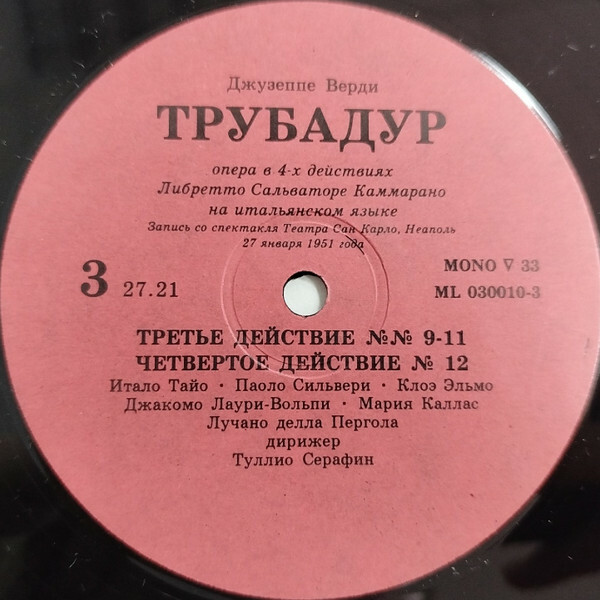 Джузеппе Верди
ТРУБАДУР
опера в 4-х действиях
Либретто Сальваторе Каммарано
на итальянском языке
Запись со спектакля Театра Сан Карло, Неаполь
27 января 1951 года
3 27.21
MONO ∇ 33
ML 030010-3
ТРЕТЬЕ ДЕЙСТВИЕ №№ 9-11
ЧЕТВЕРТОЕ ДЕЙСТВИЕ № 12
Итало Тайо · Паоло Сильвери · Клоэ Эльмо
Джакомо Лаури-Вольпи · Мария Каллас
Лучано делла Пергола
дирижер
Туллио Серафин